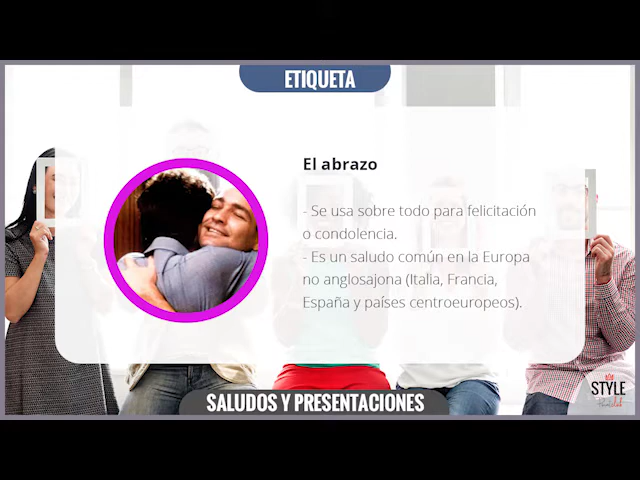 ETIQUETA
El abrazo
- Se usa sobre todo para felicitación
o condolencia.
- Es un saludo común en la Europa
no anglosajona (Italia, Francia,
España y países centroeuropeos).
SALUDOS Y PRESENTACIONES
STYLE